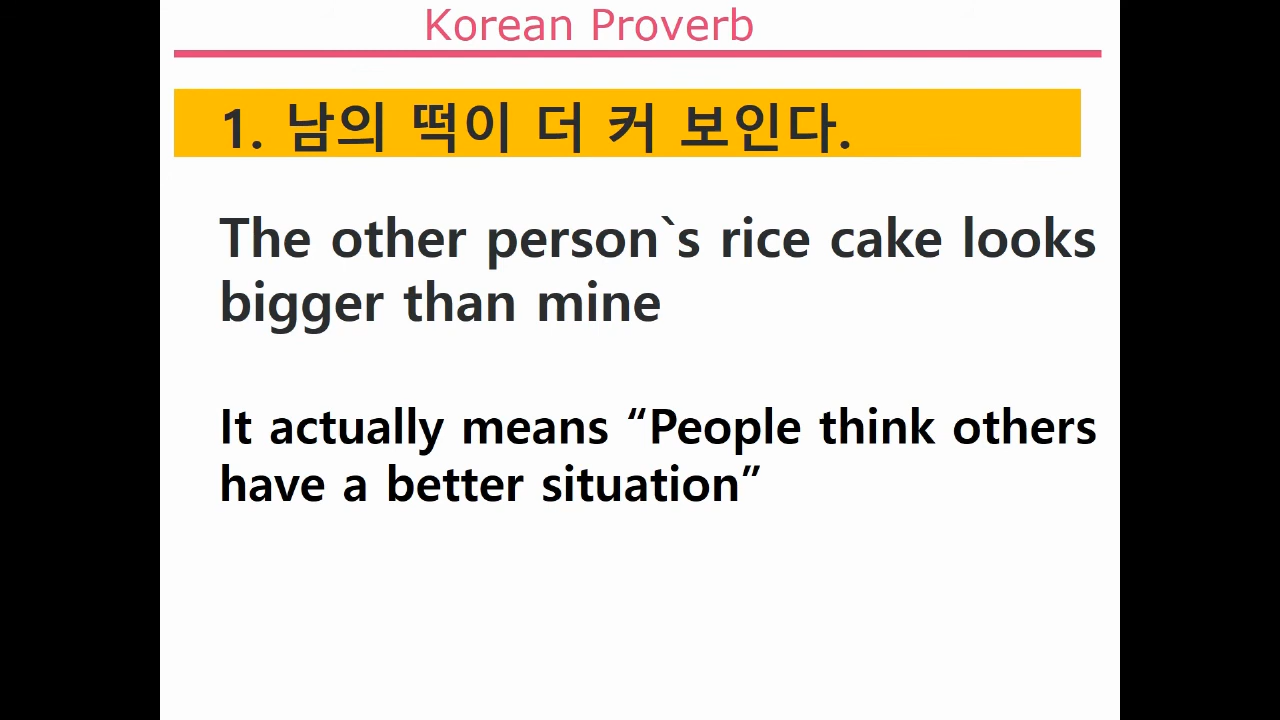 Korean Proverb
1. 남의 떡이 더 커 보인다.
The other person`s rice cake looks
bigger than mine
It actually means “People think others
have a better situation”